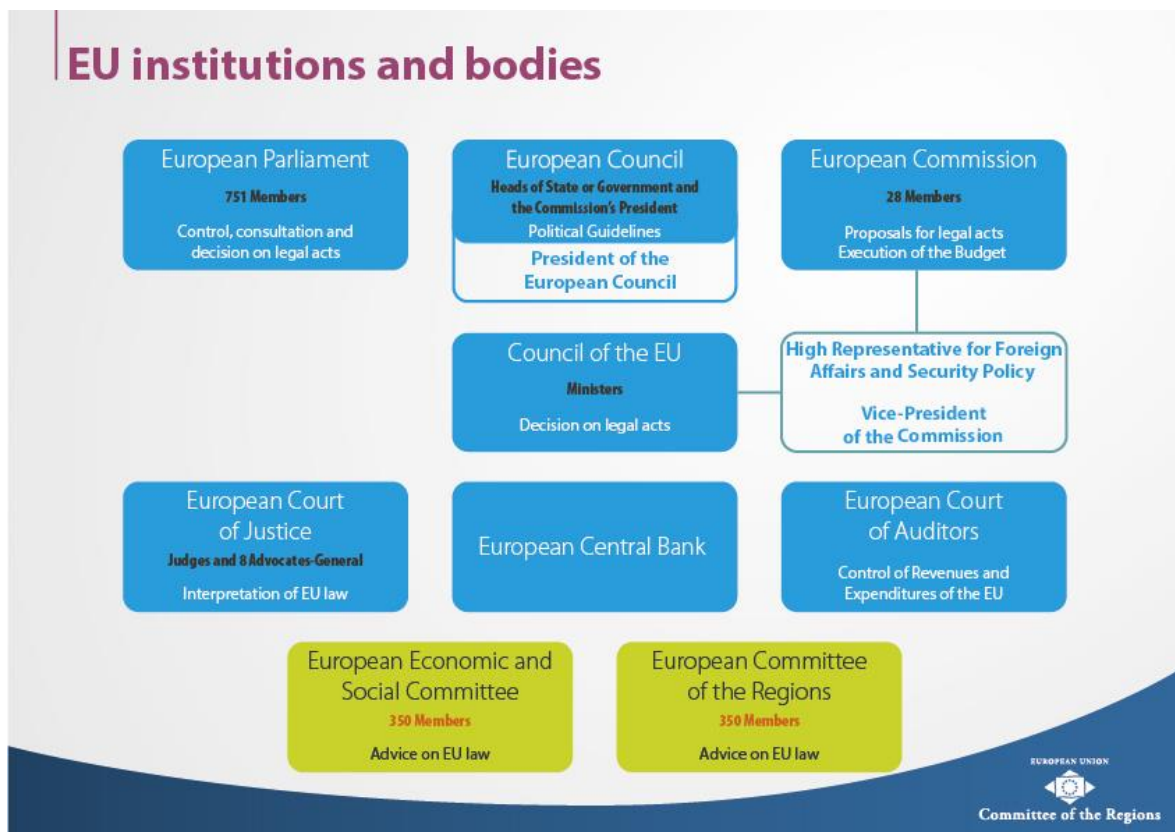 EU institutions and bodies
European Parliament
751 Members
Control, consultation and
decision on legal acts
European Council
Heads of State or Government and
the Commission's President
Political Guidelines
President of the
European Council
European Commission
28 Members
Proposals for legal acts
Execution of the Budget
Council of the EU
Ministers
Decision on legal acts
High Representative for Foreign
Affairs and Security Policy
Vice-President
of the Commission
European Court
of Justice
Judges and 8 Advocates-General
Interpretation of EU law
European Central Bank
European Court
of Auditors
Control of Revenues and
Expenditures of the EU
European Economic and
Social Committee
350 Members
Advice on EU law
European Committee
of the Regions
350 Members
Advice on EU law
EUROPEAN UNION
Committee of the Regions